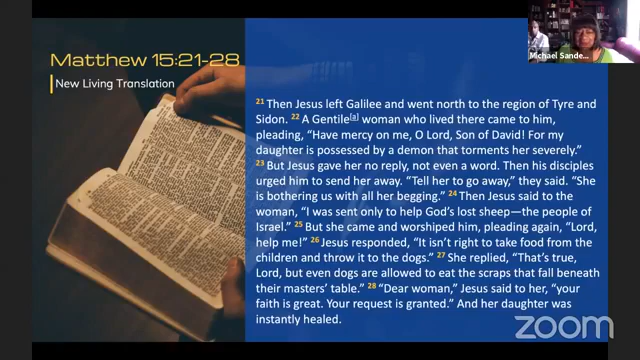 Matthew 15:21-28
New Living Translation
21 Then Jesus left Galilee and went north to the region of Tyre and
Sidon. 22 A Gentile[a] woman who lived there came to him,
pleading, “Have mercy on me, O Lord, Son of David! For my
daughter is possessed by a demon that torments her severely.”
23 But Jesus gave her no reply, not even a word. Then his disciples
urged him to send her away. “Tell her to go away,” they said. “She
is bothering us with all her begging.” 24 Then Jesus said to the
woman, “I was sent only to help God’s lost sheep—the people of
Israel.” 25 But she came and worshiped him, pleading again, “Lord,
help me!” 26 Jesus responded, “It isn’t right to take food from the
children and throw it to the dogs.” 27 She replied, “That’s true,
Lord, but even dogs are allowed to eat the scraps that fall beneath
their masters’ table.” 28 “Dear woman,” Jesus said to her, “your
faith is great. Your request is granted.” And her daughter was
instantly healed.
Michael Sande...
zoom